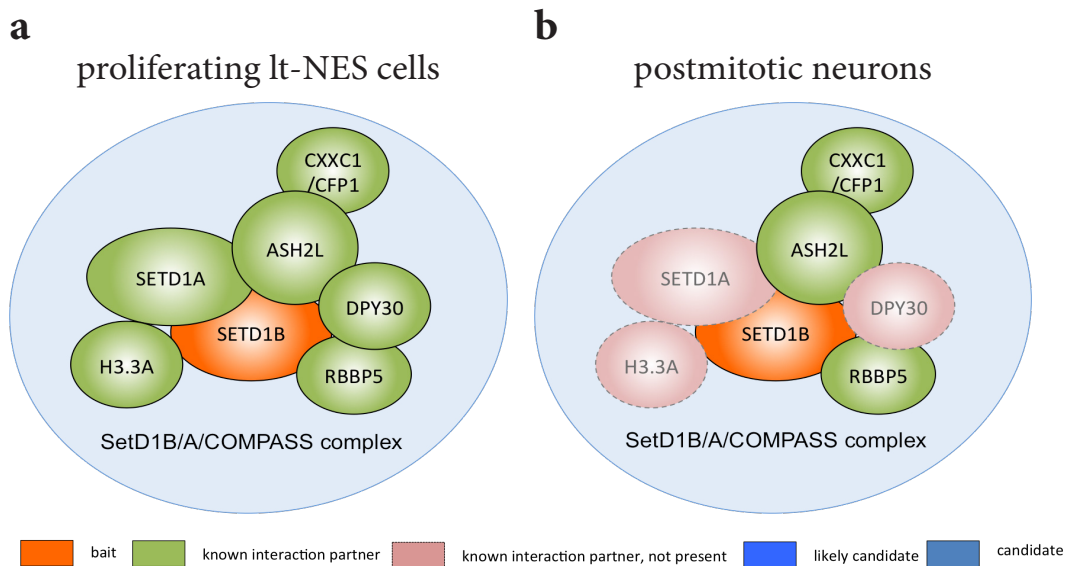 a
proliferating lt-NES cells
CXXC1
/CFP1
ASH2L
SETD1A
DPY30
SETD1B
H3.3A
RBBP5
SetD1B/A/COMPASS complex
b
postmitotic neurons
CXXC1
/CFP1
ASH2L
SETD1A
DPY30
SETD1B
H3.3A
RBBP5
SetD1B/A/COMPASS complex
bait
known interaction partner
known interaction partner, not present
likely candidate
candidate